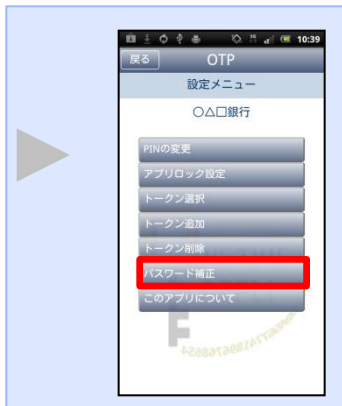 10:39
戻る OTP
設定メニュー
○△□銀行
PINの変更
アプリロック設定
トークン選択
トークン追加
トークン削除
パスワード補正
このアプリについて